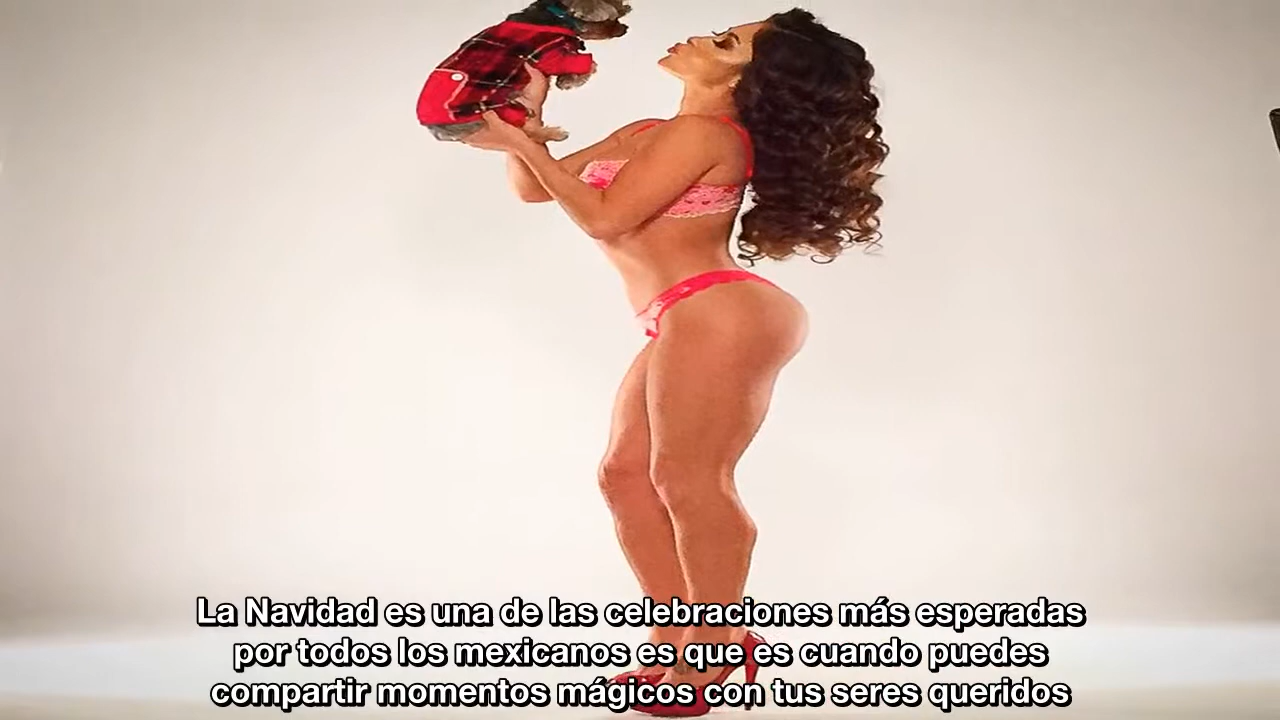 La Navidad es una de las celebraciones más esperadas
por todos los mexicanos es que es cuando puedes
compartir momentos mágicos con tus seres queridos